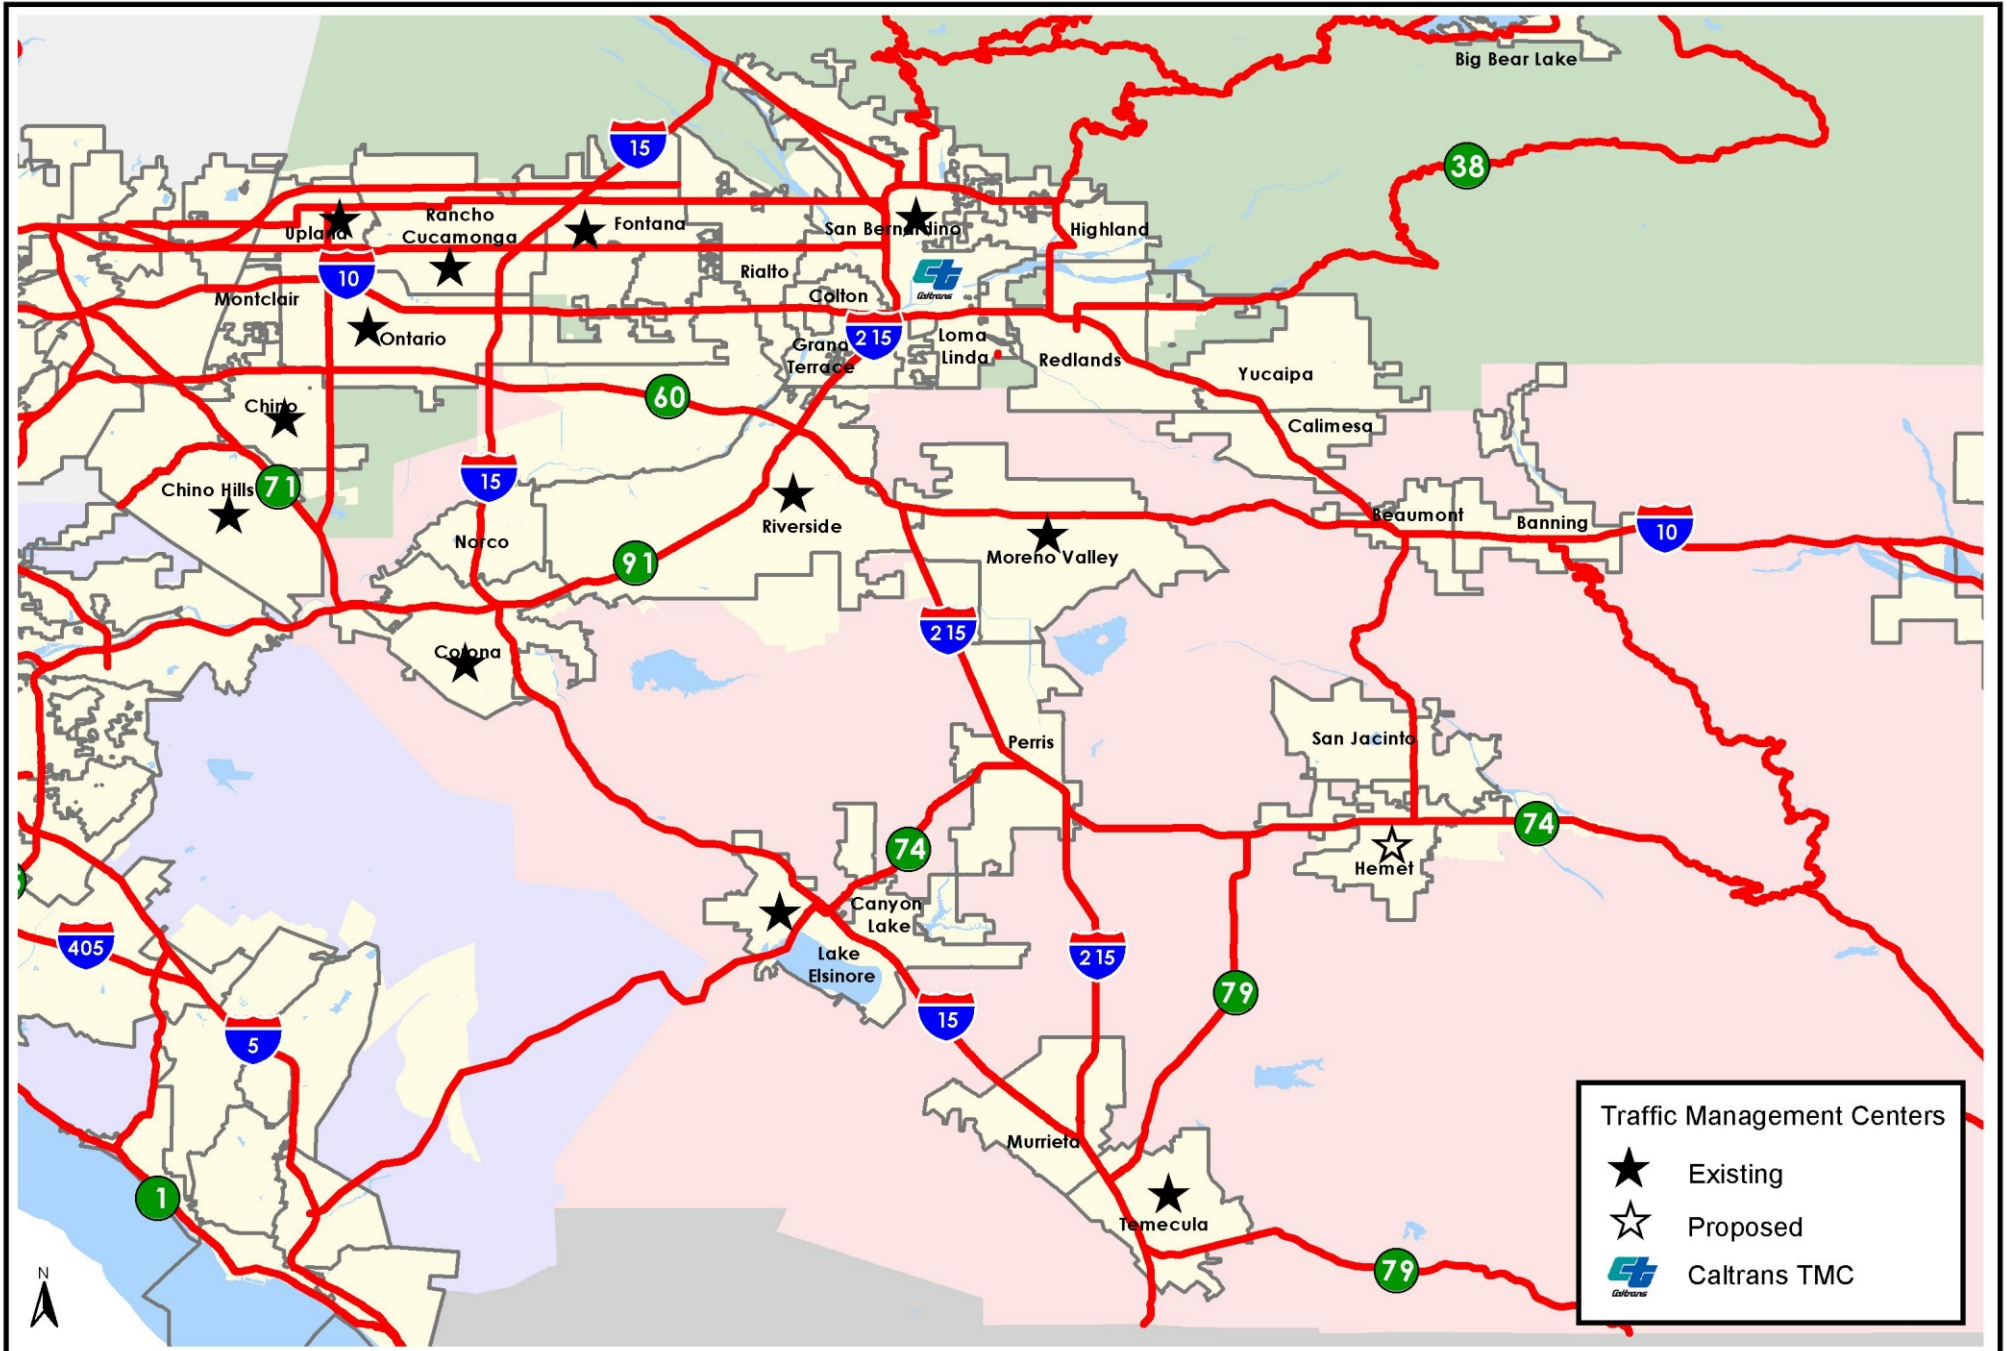 Big Bear Lake
15
38
Rancho
Cucamonga
Upland
Fontana
San Bernardino
Highland
10
Rialto
Caltrans
Montclair
Colton
Ontario
215
Grand
Terrace
Loma
Linda
Redlands
Yucaipa
60
Chino
Calimesa
15
Chino Hills
71
Riverside
Beaumont
Banning
10
Norco
91
Moreno Valley
215
Corona
Perris
San Jacinto
74
74
Hemet
Canyon
Lake
405
Lake
Elsinore
215
79
15
5
Murrieta
1
Temecula
79
N
Traffic Management Centers
Existing
Proposed
Caltrans
Caltrans TMC